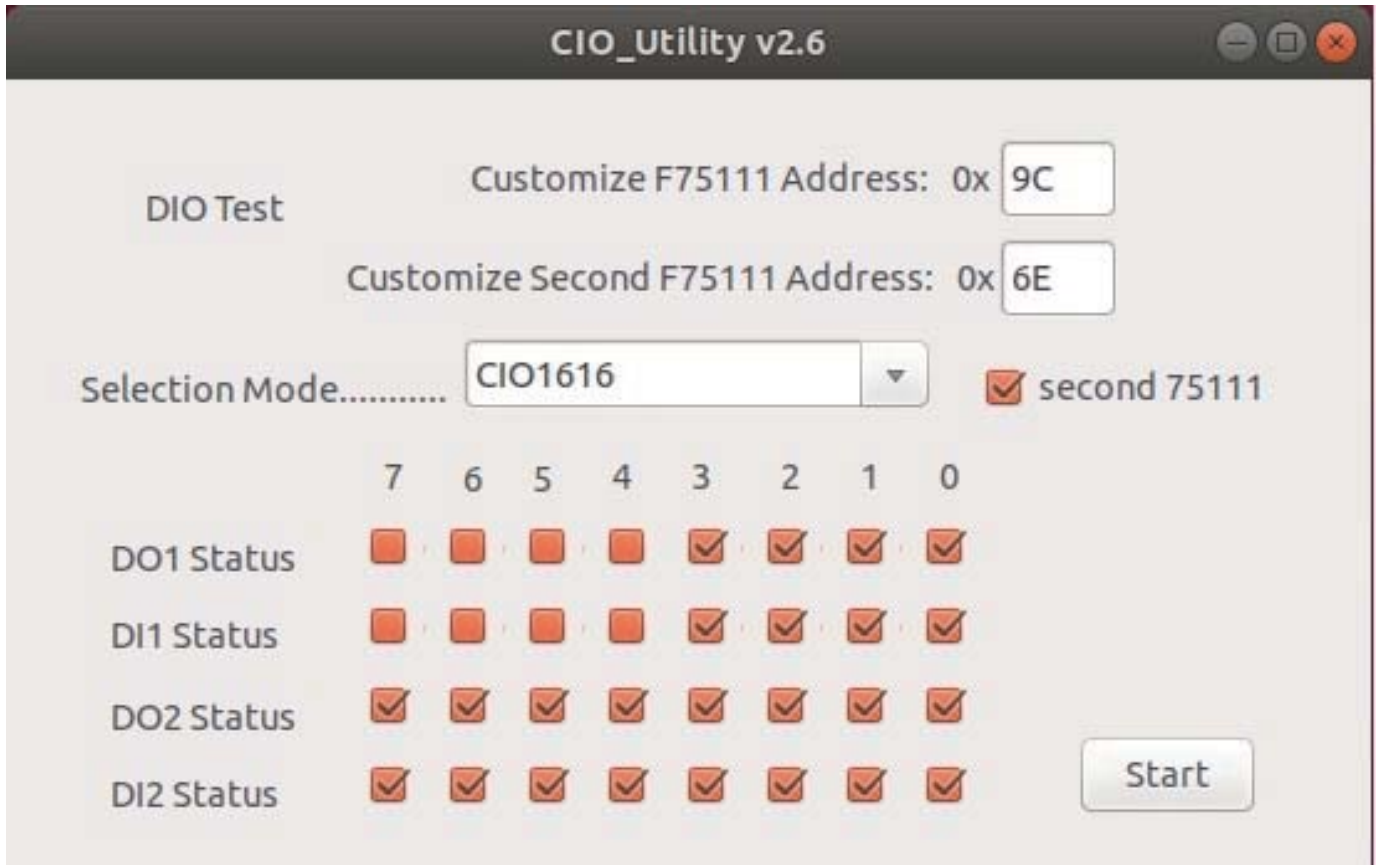 CIO_Utility v2.6
Customize F75111 Address: 0x 9C
DIO Test
Customize Second F75111 Address: 0x 6E
Selection Mode........... CIO1616 second 75111
7 6 5 4 3 2 1 0
DO1 Status
DI1 Status
DO2 Status
DI2 Status
Start